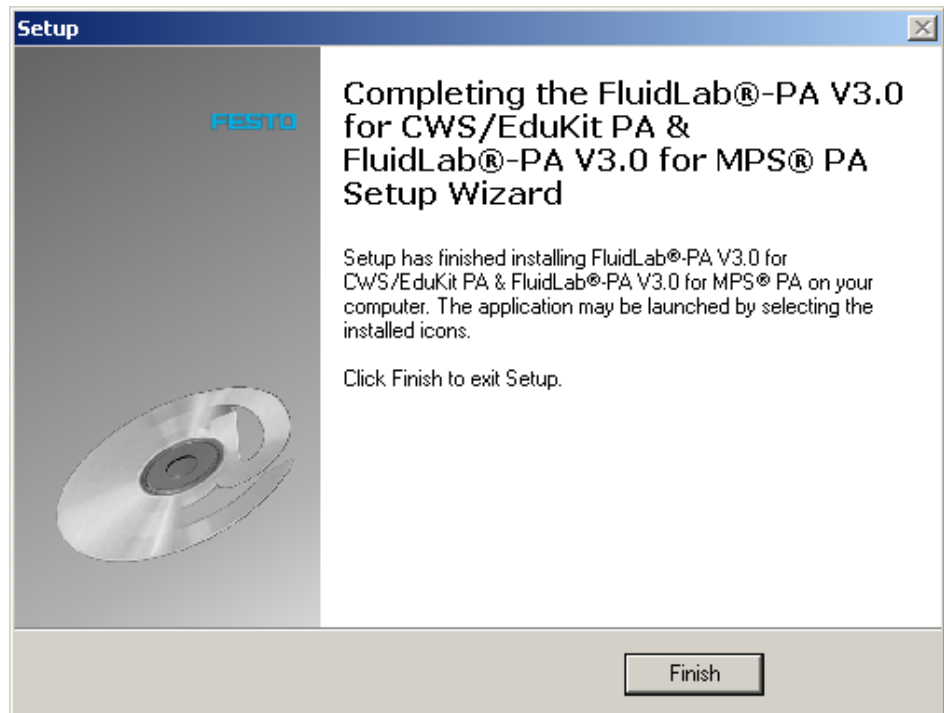 Setup
FESTO
Completing the FluidLab®-PA V3.0
for CWS/EduKit PA &
FluidLab®-PA V3.0 for MPS® PA
Setup Wizard
Setup has finished installing FluidLab®-PA V3.0 for
CWS/EduKit PA & FluidLab®-PA V3.0 for MPS® PA on your
computer. The application may be launched by selecting the
installed icons.
Click Finish to exit Setup.
Finish